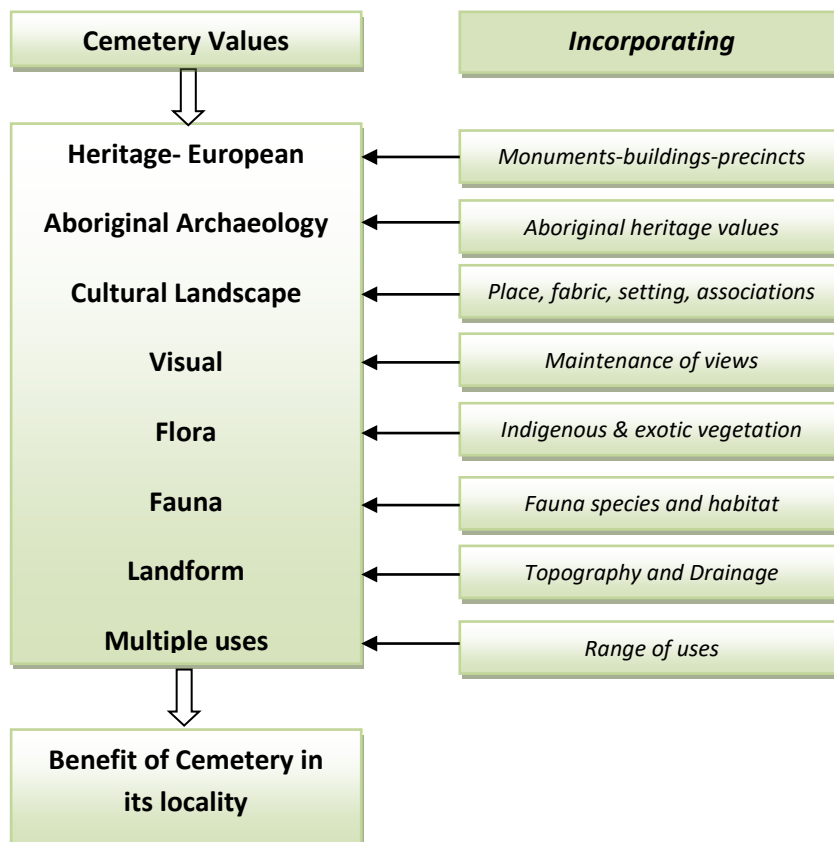 Cemetery Values
Incorporating
Heritage- European
Monuments-buildings-precincts
Aboriginal Archaeology
Aboriginal heritage values
Cultural Landscape
Place, fabric, setting, associations
Visual
Maintenance of views
Flora
Indigenous & exotic vegetation
Fauna
Fauna species and habitat
Landform
Topography and Drainage
Multiple uses
Range of uses
Benefit of Cemetery in
its locality